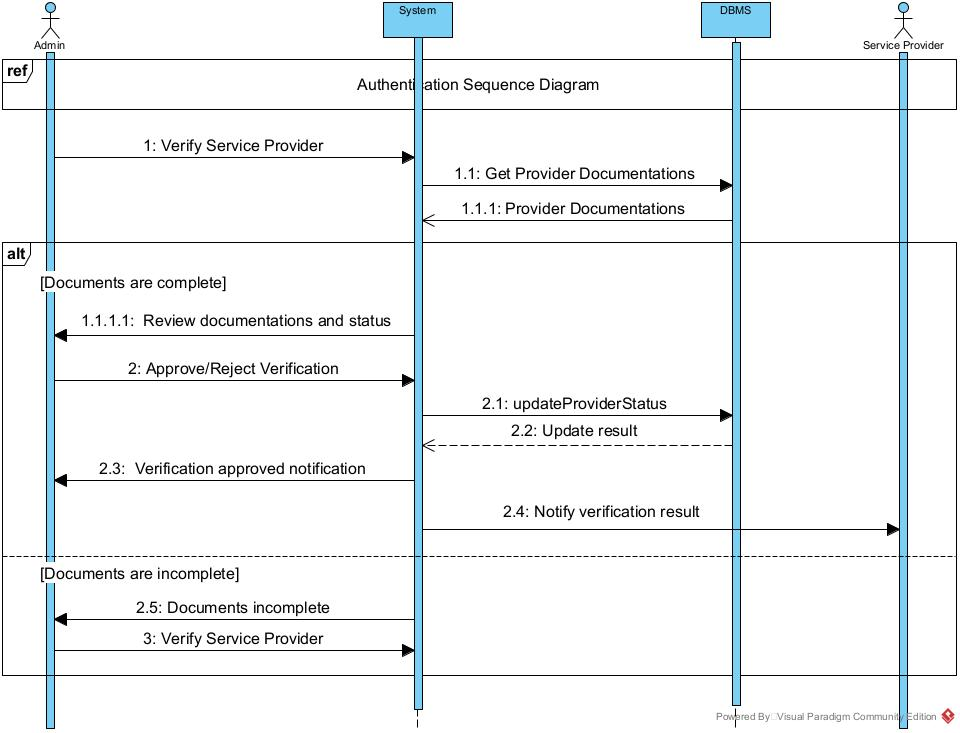 System
DBMS
Admin
Service Provider
ref
Authentication Sequence Diagram
1: Verify Service Provider
1.1: Get Provider Documentations
1.1.1: Provider Documentations
alt
[Documents are complete]
1.1.1.1: Review documentations and status
2: Approve/Reject Verification
2.1: updateProviderStatus
2.2: Update result
2.3: Verification approved notification
2.4: Notify verification result
[Documents are incomplete]
2.5: Documents incomplete
3: Verify Service Provider
Powered By Visual Paradigm Community Edition